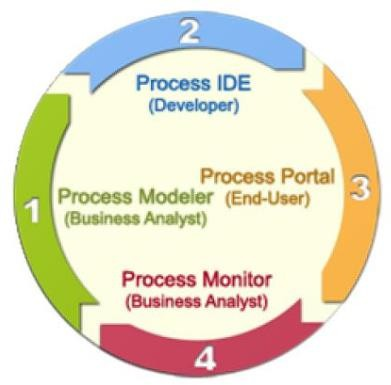 2
Process IDE
(Developer)
Process Portal
(End-User)
3
1
Process Modeler
(Business Analyst)
Process Monitor
(Business Analyst)
4